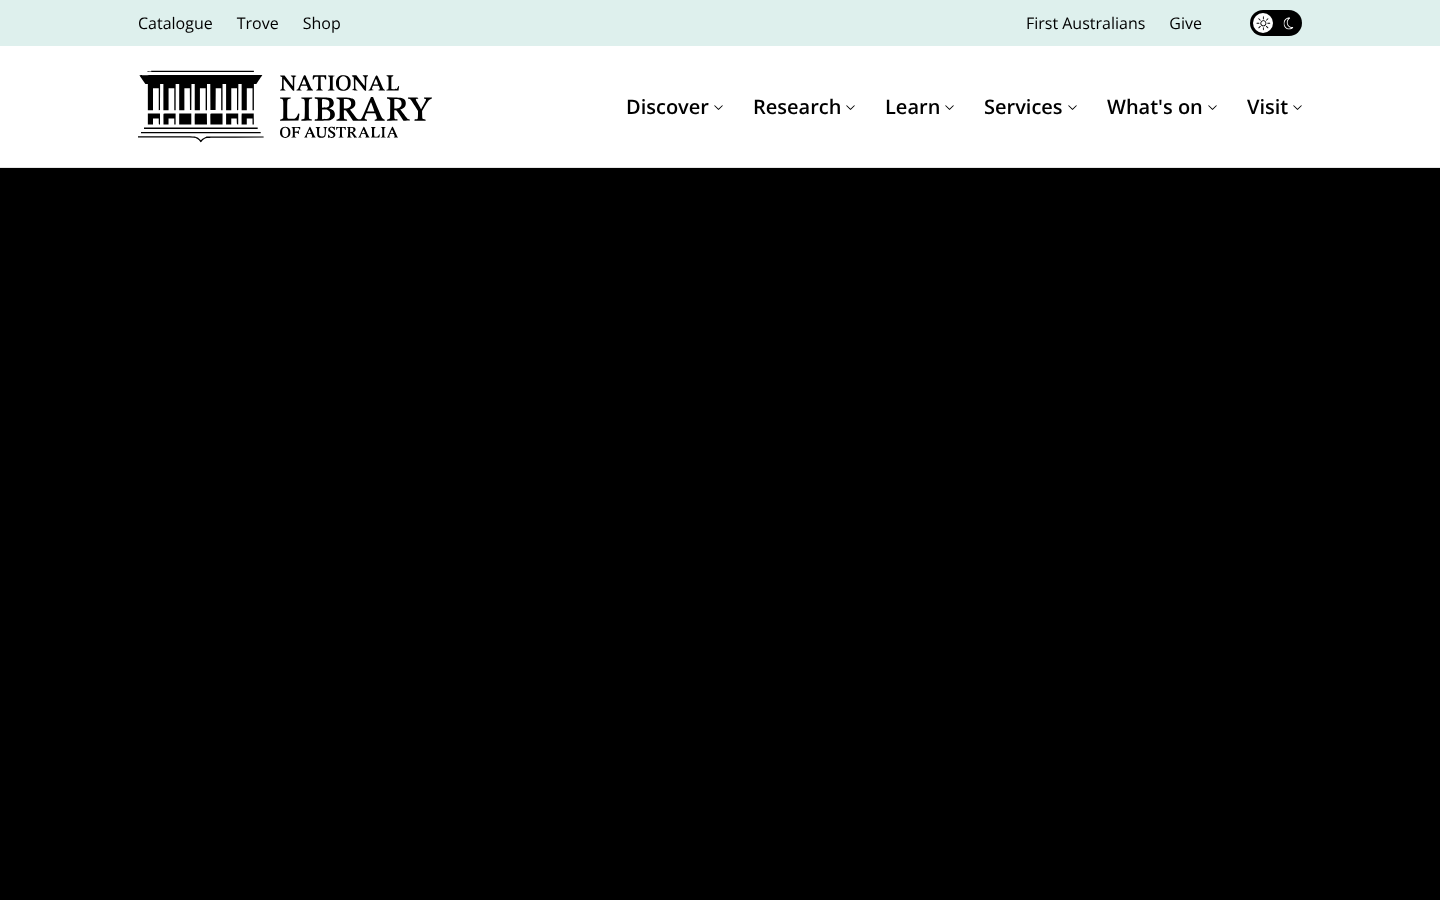 Catalogue Trove Shop First Australians Give
NATIONAL
LIBRARY
OF AUSTRALIA
Discover Research Learn Services What's on Visit